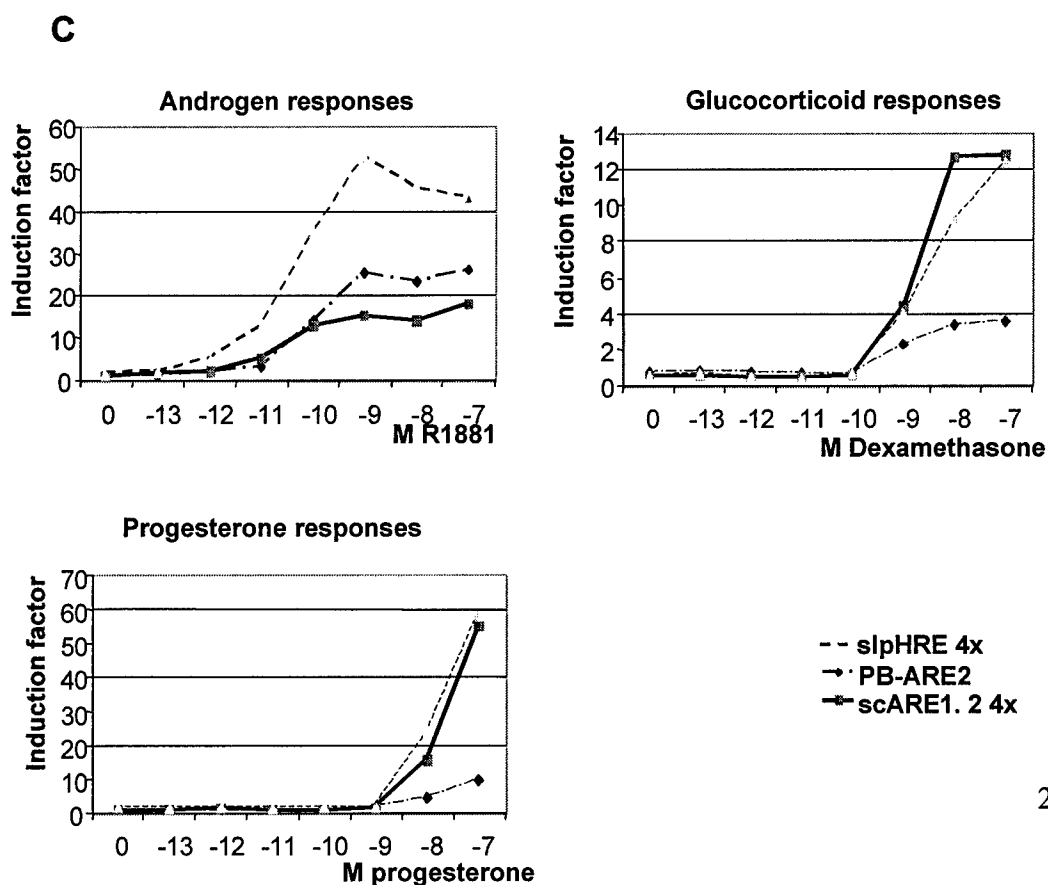 C
Androgen responses
Induction factor
60
50
40
30
20
10
0
0 -13 -12 -11 -10 -9 -8 -7
M R1881
Glucocorticoid responses
Induction factor
14
12
10
8
6
4
2
0
0 -13 -12 -11 -10 -9 -8 -7
M Dexamethasone
Progesterone responses
Induction factor
70
60
50
40
30
20
10
0
0 -13 -12 -11 -10 -9 -8 -7
M progesterone
slpHRE 4x
PB-ARE2
scARE1. 2 4x
2